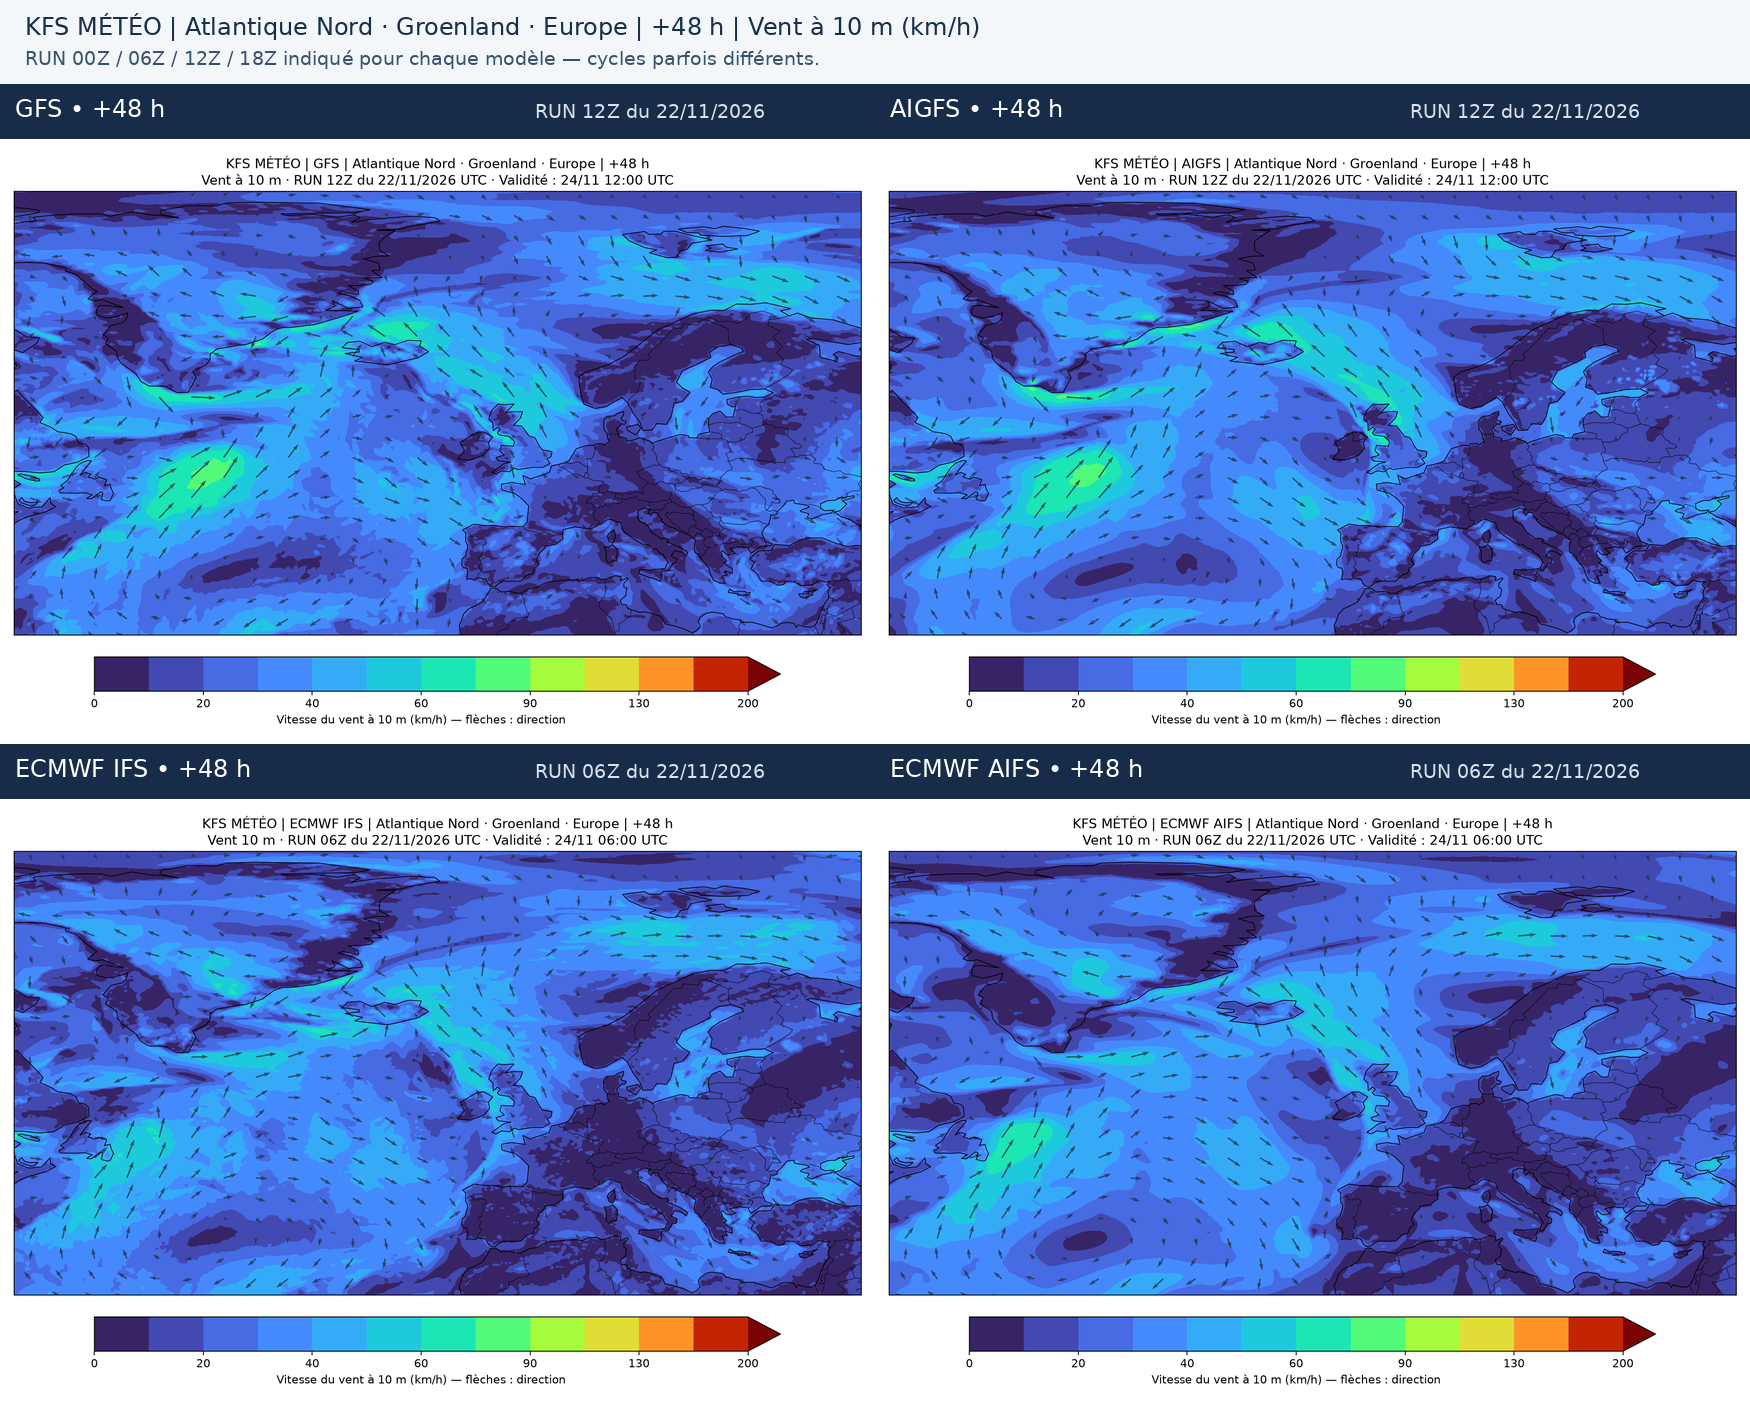 KFS MÉTÉO | Atlantique Nord · Groenland · Europe | +48 h | Vent à 10 m (km/h)
RUN 00Z / 06Z / 12Z / 18Z indiqué pour chaque modèle — cycles parfois différents.
GFS • +48 h
RUN 12Z du 22/11/2026
KFS MÉTÉO | GFS | Atlantique Nord · Groenland · Europe | +48 h
Vent à 10 m · RUN 12Z du 22/11/2026 UTC · Validité : 24/11 12:00 UTC
0 20 40 60 90 130 200
Vitesse du vent à 10 m (km/h) — flèches : direction
AIGFS • +48 h
RUN 12Z du 22/11/2026
KFS MÉTÉO | AIGFS | Atlantique Nord · Groenland · Europe | +48 h
Vent à 10 m · RUN 12Z du 22/11/2026 UTC · Validité : 24/11 12:00 UTC
0 20 40 60 90 130 200
Vitesse du vent à 10 m (km/h) — flèches : direction
ECMWF IFS • +48 h
RUN 06Z du 22/11/2026
KFS MÉTÉO | ECMWF IFS | Atlantique Nord · Groenland · Europe | +48 h
Vent 10 m · RUN 06Z du 22/11/2026 UTC · Validité : 24/11 06:00 UTC
0 20 40 60 90 130 200
Vitesse du vent à 10 m (km/h) — flèches : direction
ECMWF AIFS • +48 h
RUN 06Z du 22/11/2026
KFS MÉTÉO | ECMWF AIFS | Atlantique Nord · Groenland · Europe | +48 h
Vent 10 m · RUN 06Z du 22/11/2026 UTC · Validité : 24/11 06:00 UTC
0 20 40 60 90 130 200
Vitesse du vent à 10 m (km/h) — flèches : direction